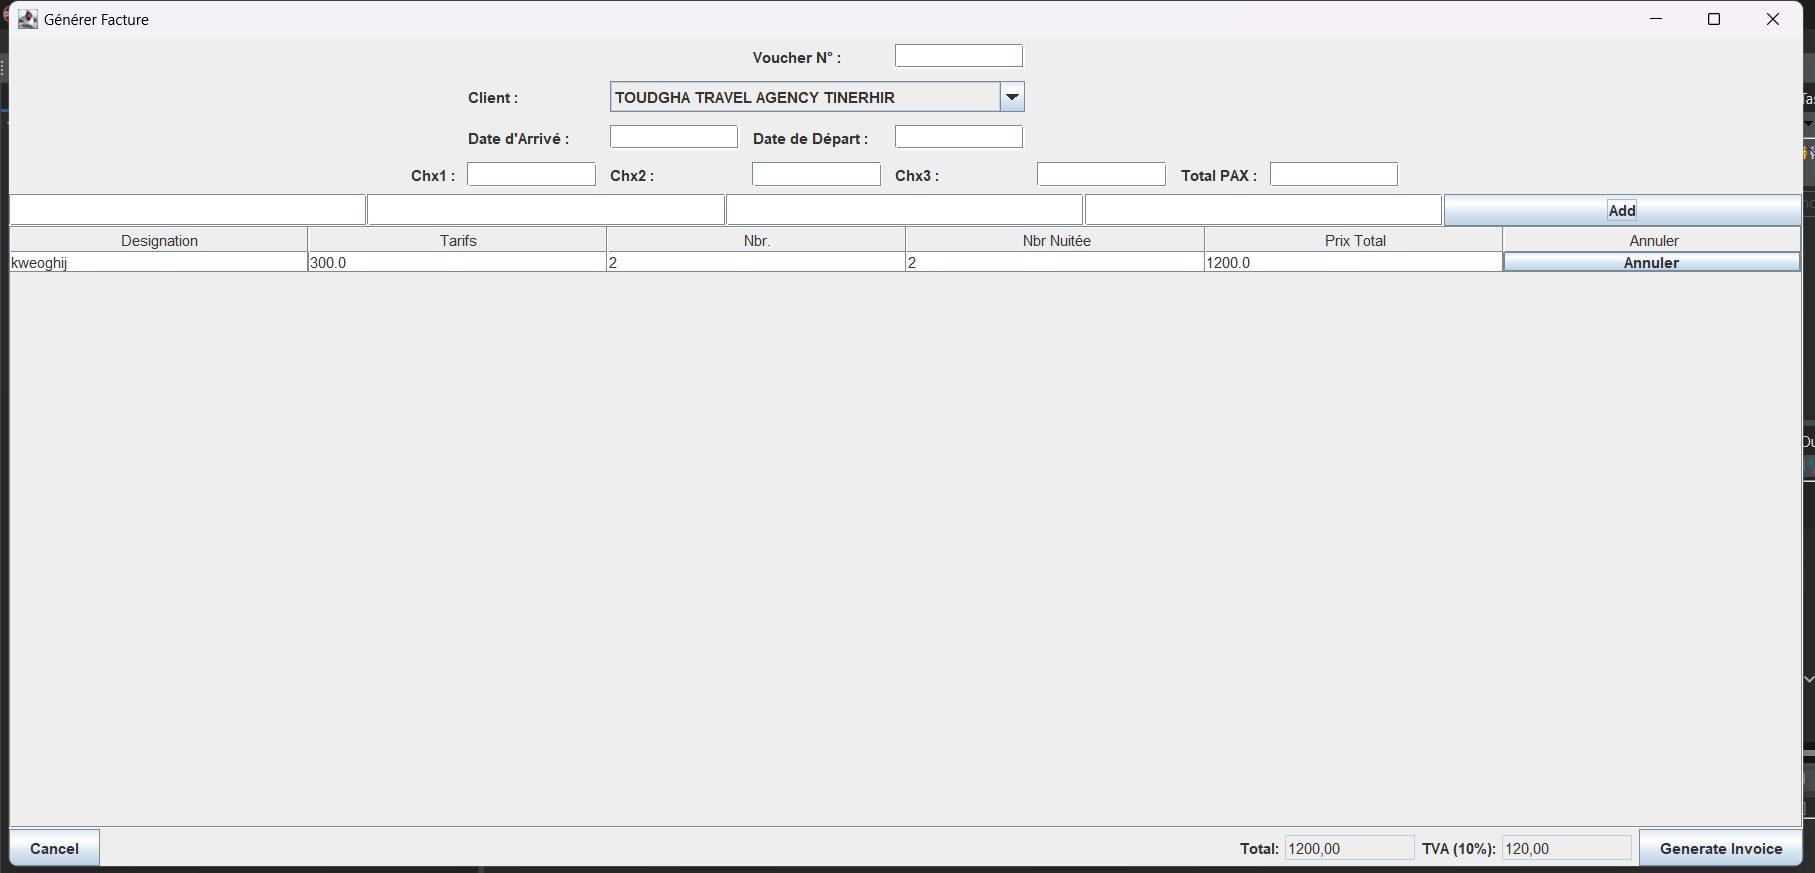 Générer Facture
Voucher N° :
Client : TOUDGHA TRAVEL AGENCY TINERHIR
Date d'Arrivé : Date de Départ :
Chx1 : Chx2 : Chx3 : Total PAX :
Add
Designation Tarifs Nbr. Nbr Nuitée Prix Total Annuler
kweoghij 300.0 2 2 1200.0 Annuler
Cancel Total: 1200,00 TVA (10%): 120,00 Generate Invoice